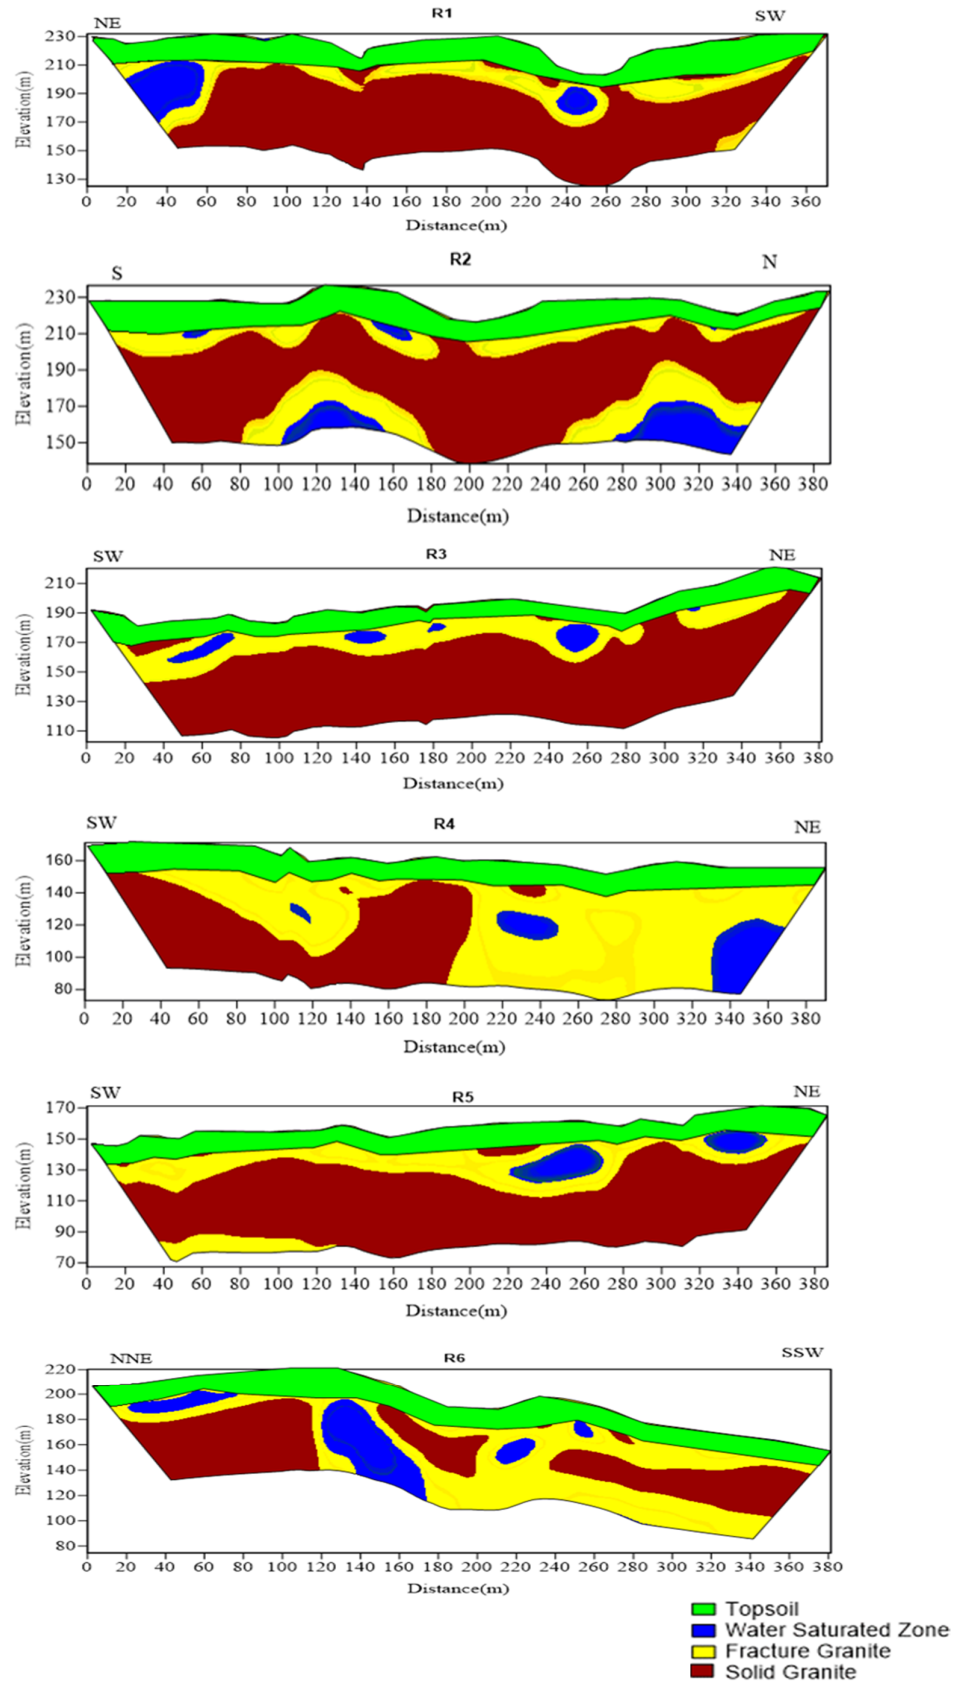 NE R1 SW
230
210
190
170
150
130
Elevation(m)
0 20 40 60 80 100 120 140 160 180 200 220 240 260 280 300 320 340 360
Distance(m)
S R2 N
230
210
190
170
150
Elevation(m)
0 20 40 60 80 100 120 140 160 180 200 220 240 260 280 300 320 340 360 380
Distance(m)
SW R3 NE
210
190
170
150
130
110
Elevation(m)
0 20 40 60 80 100 120 140 160 180 200 220 240 260 280 300 320 340 360 380
Distance(m)
SW R4 NE
160
140
120
100
80
Elevation(m)
0 20 40 60 80 100 120 140 160 180 200 220 240 260 280 300 320 340 360 380
Distance(m)
SW R5 NE
170
150
130
110
90
70
Elevation(m)
0 20 40 60 80 100 120 140 160 180 200 220 240 260 280 300 320 340 360 380
Distance(m)
NNE R6 SSW
220
200
180
160
140
120
100
80
Elevation(m)
0 20 40 60 80 100 120 140 160 180 200 220 240 260 280 300 320 340 360 380
Distance(m)
Topsoil
Water Saturated Zone
Fracture Granite
Solid Granite